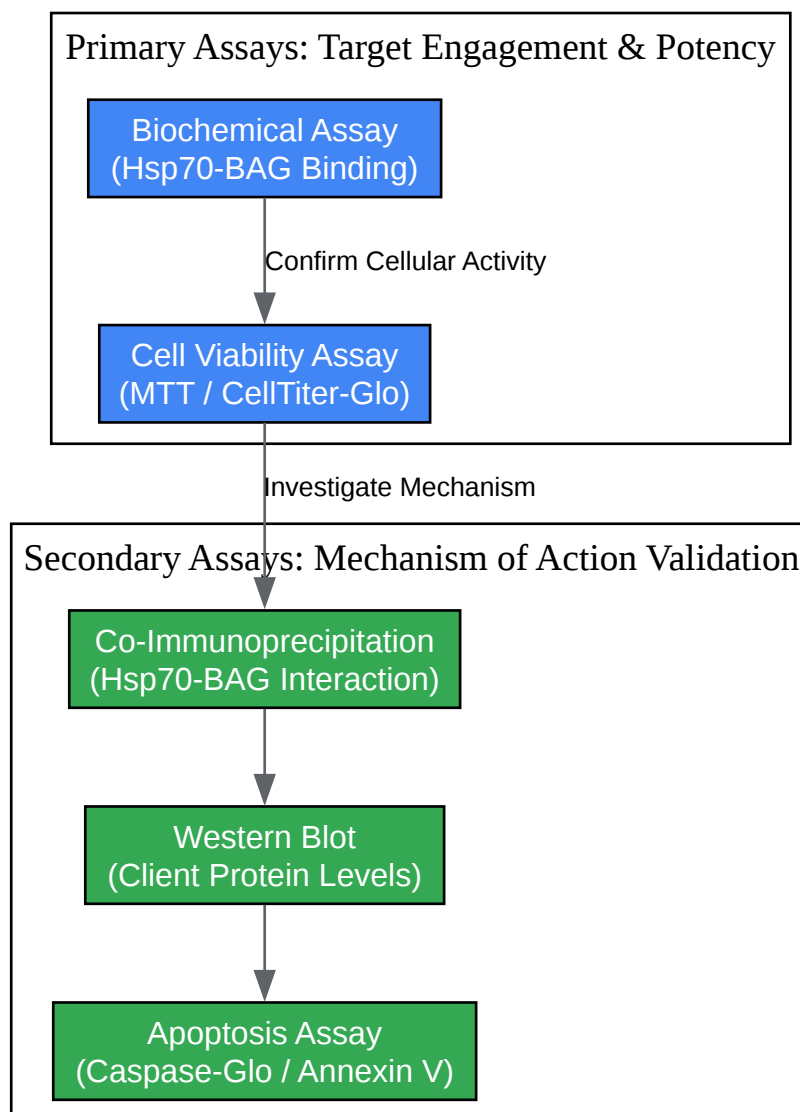 Primary Assays: Target Engagement & Potency
Biochemical Assay
(Hsp70-BAG Binding)
Confirm Cellular Activity
Cell Viability Assay
(MTT / CellTiter-Glo)
Investigate Mechanism
Secondary Assays: Mechanism of Action Validation
Co-Immunoprecipitation
(Hsp70-BAG Interaction)
Western Blot
(Client Protein Levels)
Apoptosis Assay
(Caspase-Glo / Annexin V)